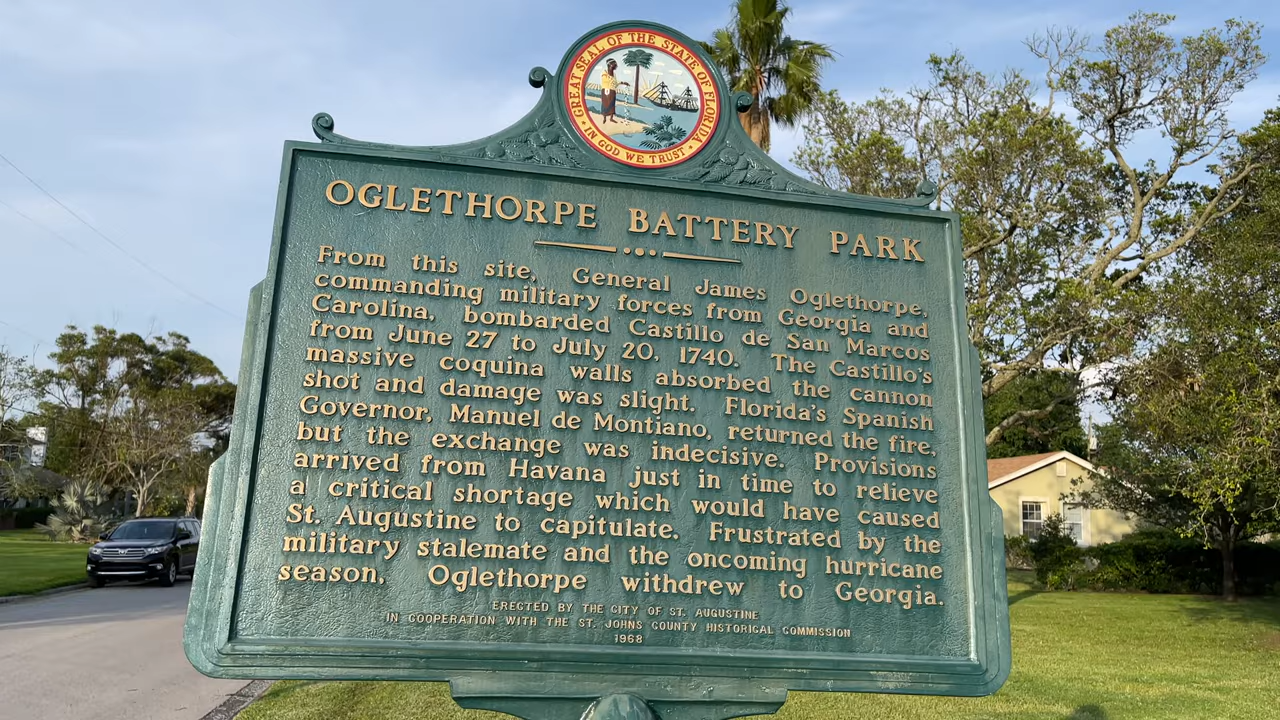 GREAT SEAL OF THE STATE OF FLORIDA
IN GOD WE TRUST
OGLETHORPE BATTERY PARK
From this site, General James Oglethorpe,
commanding military forces from Georgia and
Carolina, bombarded Castillo de San Marcos
from June 27 to July 20, 1740. The Castillo's
massive coquina walls absorbed the cannon
shot and damage was slight. Florida's Spanish
Governor, Manuel de Montiano, returned the fire,
but the exchange was indecisive. Provisions
arrived from Havana just in time to relieve
a critical shortage which would have caused
St. Augustine to capitulate. Frustrated by the
military stalemate and the oncoming hurricane
season, Oglethorpe withdrew to Georgia.
ERECTED BY THE CITY OF ST. AUGUSTINE
IN COOPERATION WITH THE ST. JOHNS COUNTY HISTORICAL COMMISSION
1968